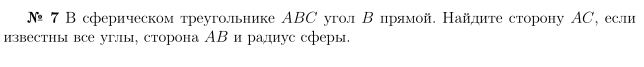 № 7 В сферическом треугольнике ABC угол B прямой. Найдите сторону AC, если
известны все углы, сторона AB и радиус сферы.